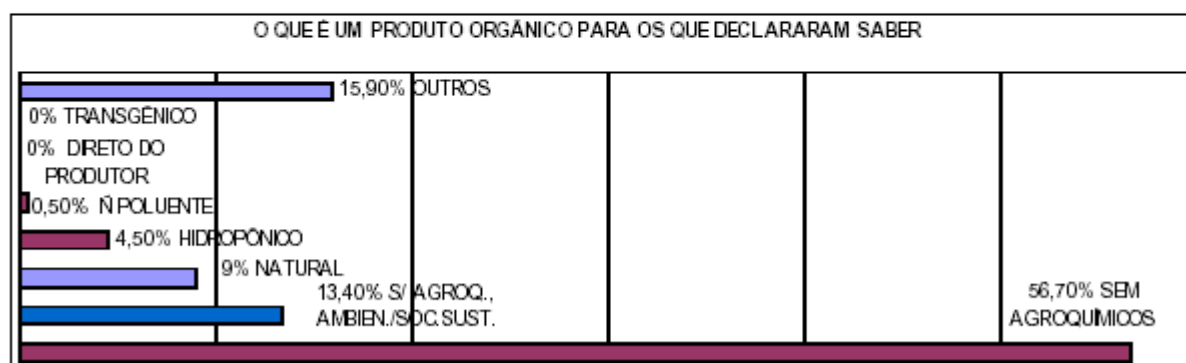 O QUE É UM PRODUTO ORGÂNICO PARA OS QUE DECLARARAM SABER
15,90% OUTROS
0% TRANSGÊNICO
0% DIRETO DO
PRODUTOR
0,50% Ñ POLUENTE
4,50% HIDROPÔNICO
9% NATURAL
13,40% S/ AGROQ.,
AMBIEN./SOC.SUST.
56,70% SEM
AGROQUÍMICOS